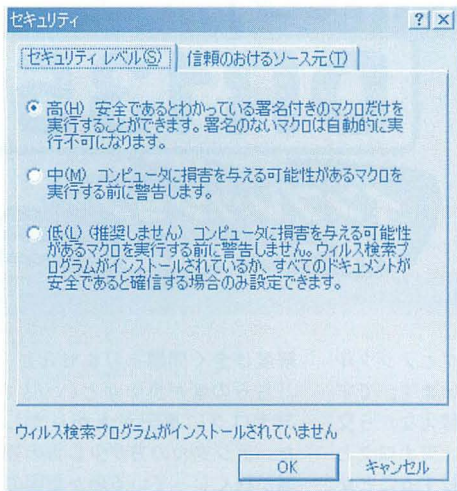 セキュリティ
セキュリティ レベル(S)
信頼のおけるソース元(T)
高(H) 安全であるとわかっている署名付きのマクロだけを
実行することができます。署名のないマクロは自動的に実
行不可になります。
中(M) コンピュータに損害を与える可能性があるマクロを
実行する前に警告します。
低(L) (推奨しません) コンピュータに損害を与える可能性
があるマクロを実行する前に警告しません。ウィルス検索プ
ログラムがインストールされているか、すべてのドキュメントが
安全であると確信する場合のみ設定できます。
ウィルス検索プログラムがインストールされていません
OK
キャンセル